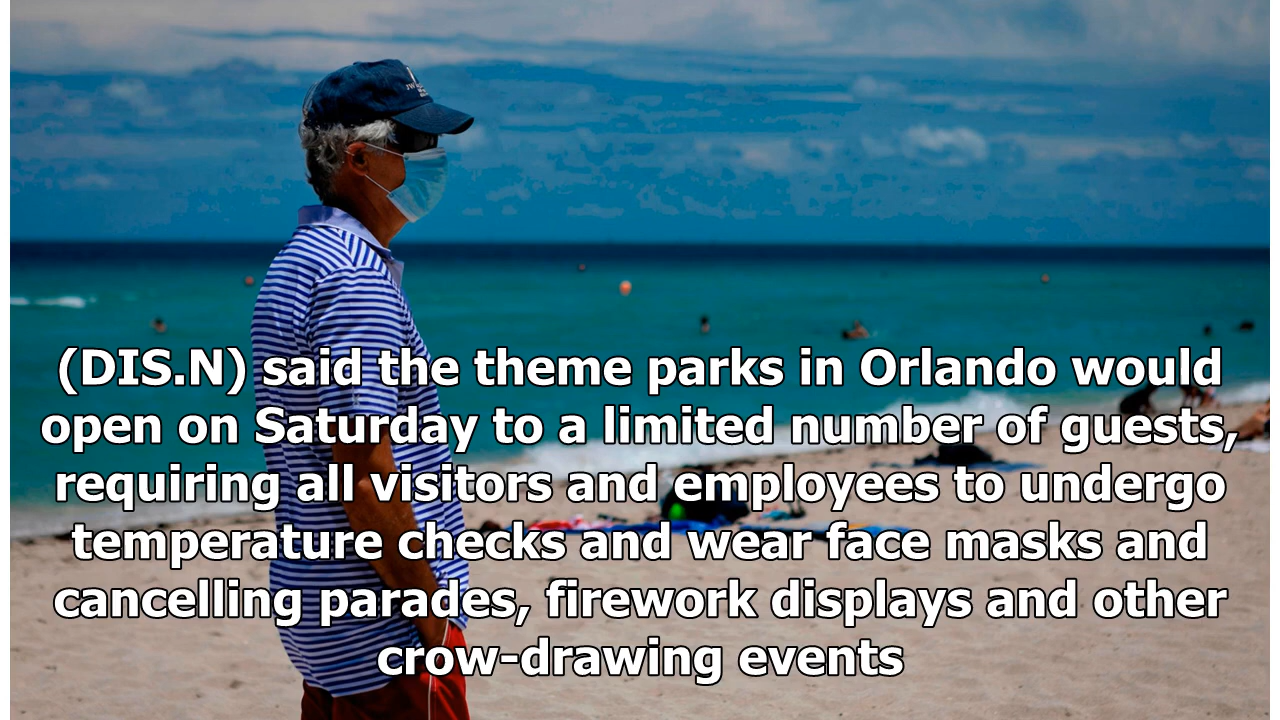 (DIS.N) said the theme parks in Orlando would
open on Saturday to a limited number of guests,
requiring all visitors and employees to undergo
temperature checks and wear face masks and
cancelling parades, firework displays and other
crow-drawing events